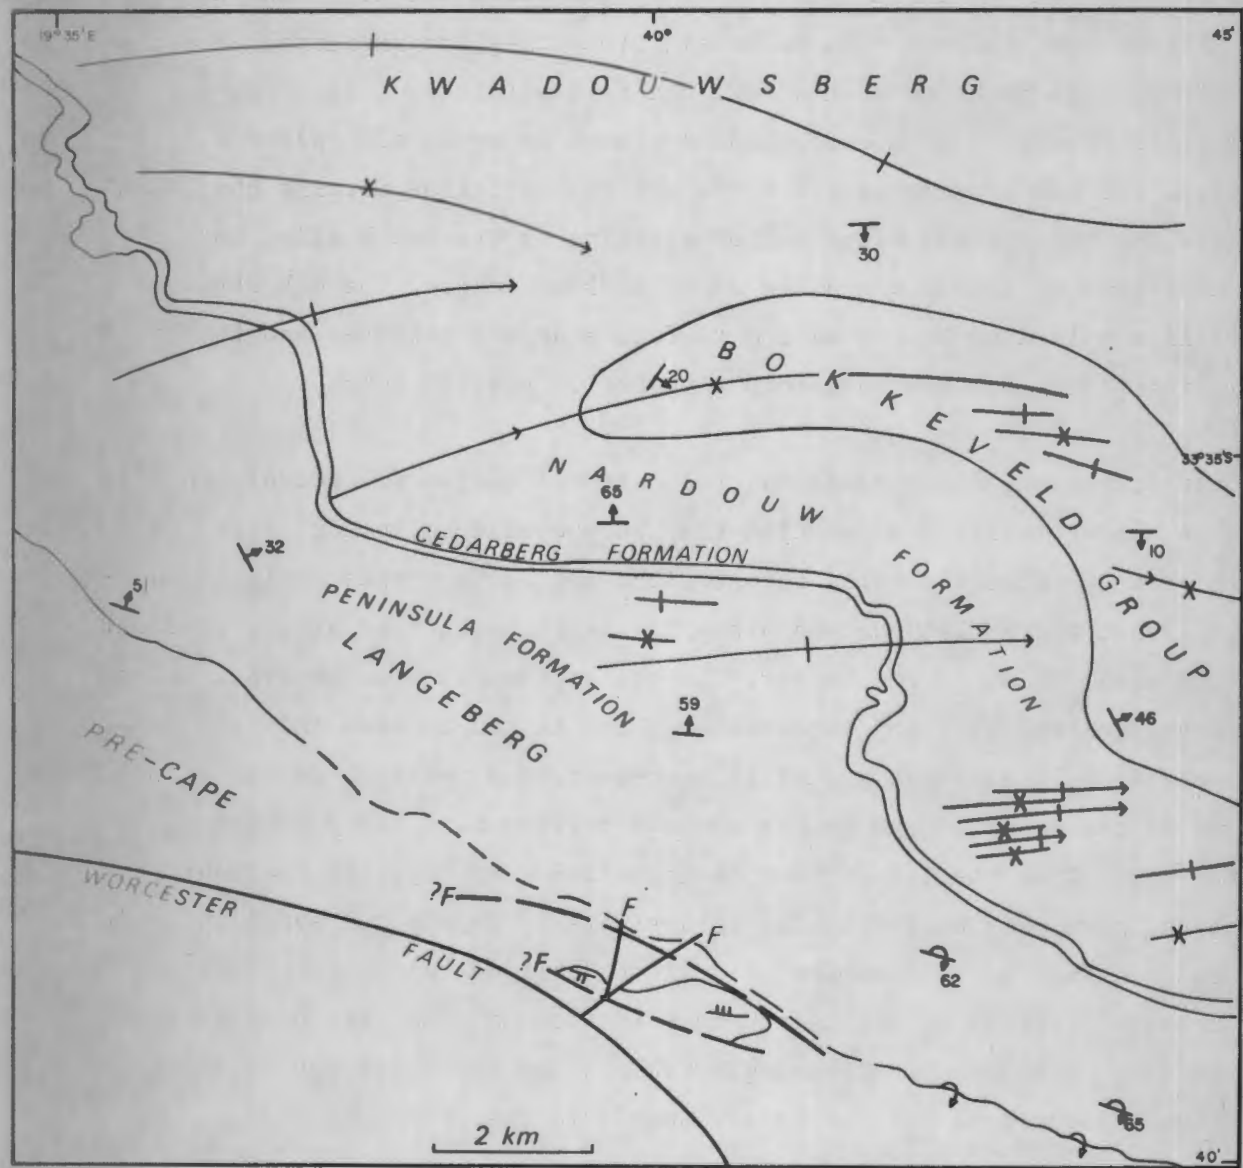 19° 35' E
40°
45'
KWADOUWSBERG
30
BOKKEVELD GROUP
20
33° 35'S
NARDOUW FORMATION
65
CEDARBERG FORMATION
32
10
51
PENINSULA FORMATION
LANGEBERG
59
46
PRE-CAPE
WORCESTER FAULT
?F
F
F
?F
62
65
2 km
40'